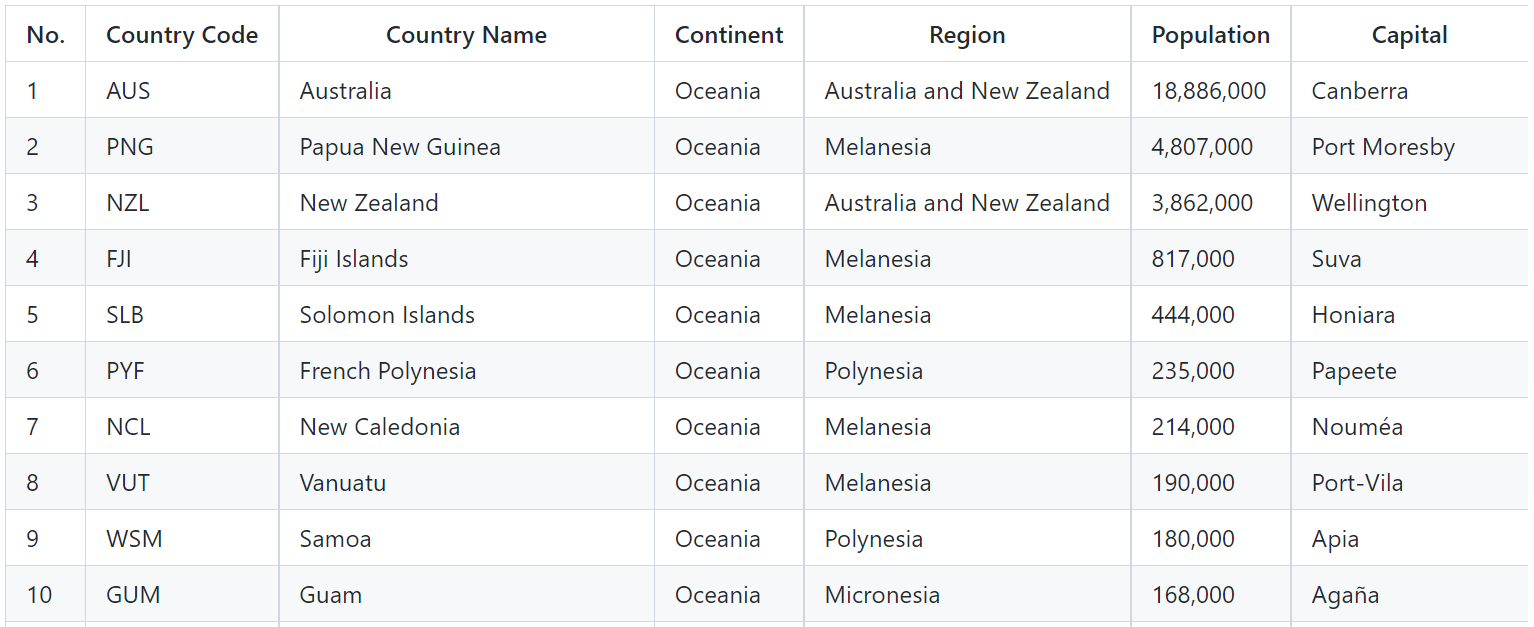 No. Country Code Country Name Continent Region Population Capital
1 AUS Australia Oceania Australia and New Zealand 18,886,000 Canberra
2 PNG Papua New Guinea Oceania Melanesia 4,807,000 Port Moresby
3 NZL New Zealand Oceania Australia and New Zealand 3,862,000 Wellington
4 FJI Fiji Islands Oceania Melanesia 817,000 Suva
5 SLB Solomon Islands Oceania Melanesia 444,000 Honiara
6 PYF French Polynesia Oceania Polynesia 235,000 Papeete
7 NCL New Caledonia Oceania Melanesia 214,000 Nouméa
8 VUT Vanuatu Oceania Melanesia 190,000 Port-Vila
9 WSM Samoa Oceania Polynesia 180,000 Apia
10 GUM Guam Oceania Micronesia 168,000 Agaña